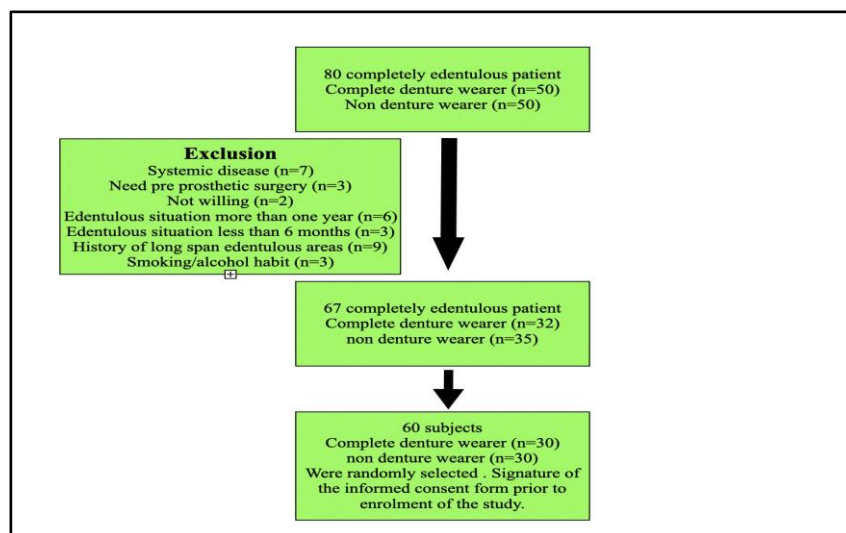 80 completely edentulous patient
Complete denture wearer (n=50)
Non denture wearer (n=50)
Exclusion
Systemic disease (n=7)
Need pre prosthetic surgery (n=3)
Not willing (n=2)
Edentulous situation more than one year (n=6)
Edentulous situation less than 6 months (n=3)
History of long span edentulous areas (n=9)
Smoking/alcohol habit (n=3)
67 completely edentulous patient
Complete denture wearer (n=32)
non denture wearer (n=35)
60 subjects
Complete denture wearer (n=30)
non denture wearer (n=30)
Were randomly selected . Signature of
the informed consent form prior to
enrolment of the study.